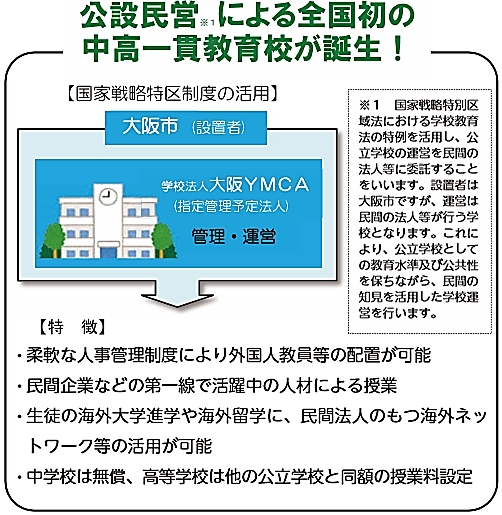 公設民営※1による全国初の
中高一貫教育校が誕生！
【国家戦略特区制度の活用】
大阪市（設置者）
学校法人大阪YMCA
（指定管理予定法人）
管理・運営
※１　国家戦略特別区
域法における学校教育
法の特例を活用し、公
立学校の運営を民間の
法人等に委託すること
をいいます。設置者は
大阪市ですが、運営は
民間の法人等が行う学
校となります。これに
より、公立学校として
の教育水準及び公共性
を保ちながら、民間の
知見を活用した学校運
営を行います。
【特　徴】
・柔軟な人事管理制度により外国人教員等の配置が可能
・民間企業などの第一線で活躍中の人材による授業
・生徒の海外大学進学や海外留学に、民間法人のもつ海外ネッ
トワーク等の活用が可能
・中学校は無償、高等学校は他の公立学校と同額の授業料設定